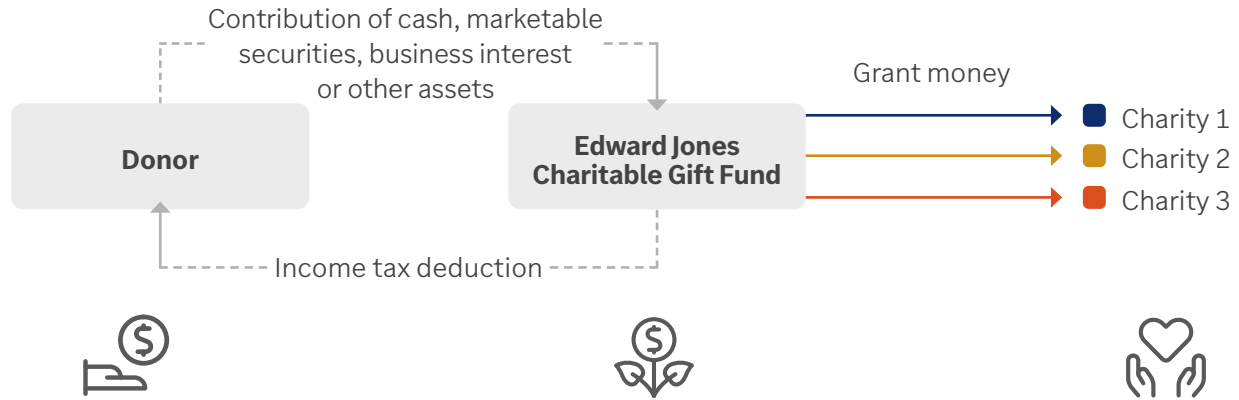 Contribution of cash, marketable
securities, business interest
or other assets
Grant money
Donor
Edward Jones
Charitable Gift Fund
Charity 1
Charity 2
Charity 3
Income tax deduction
$
$